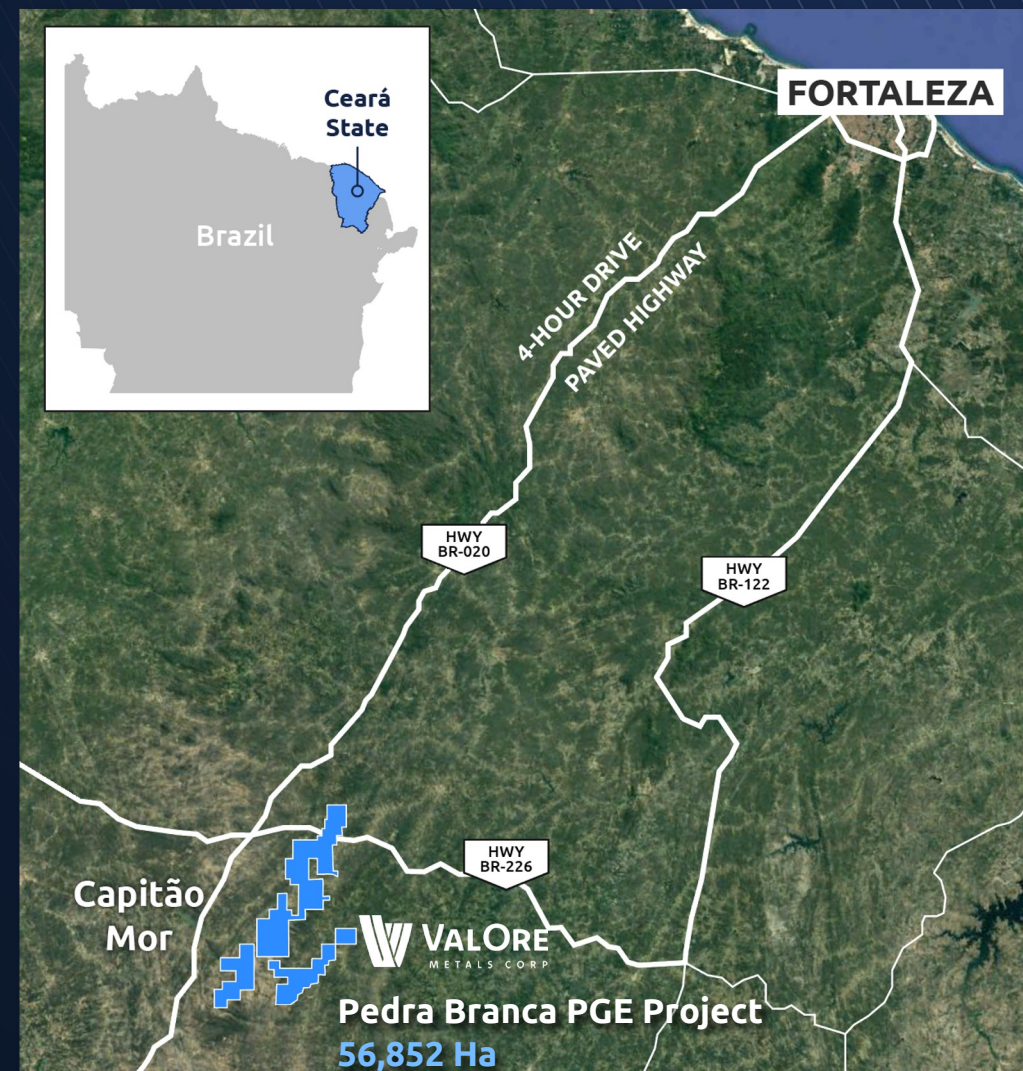 Ceará
State
Brazil
FORTALEZA
4-HOUR DRIVE
PAVED HIGHWAY
HWY
BR-020
HWY
BR-122
HWY
BR-226
Capitão
Mor
VALORE
METALS CORP
Pedra Branca PGE Project
56,852 Ha